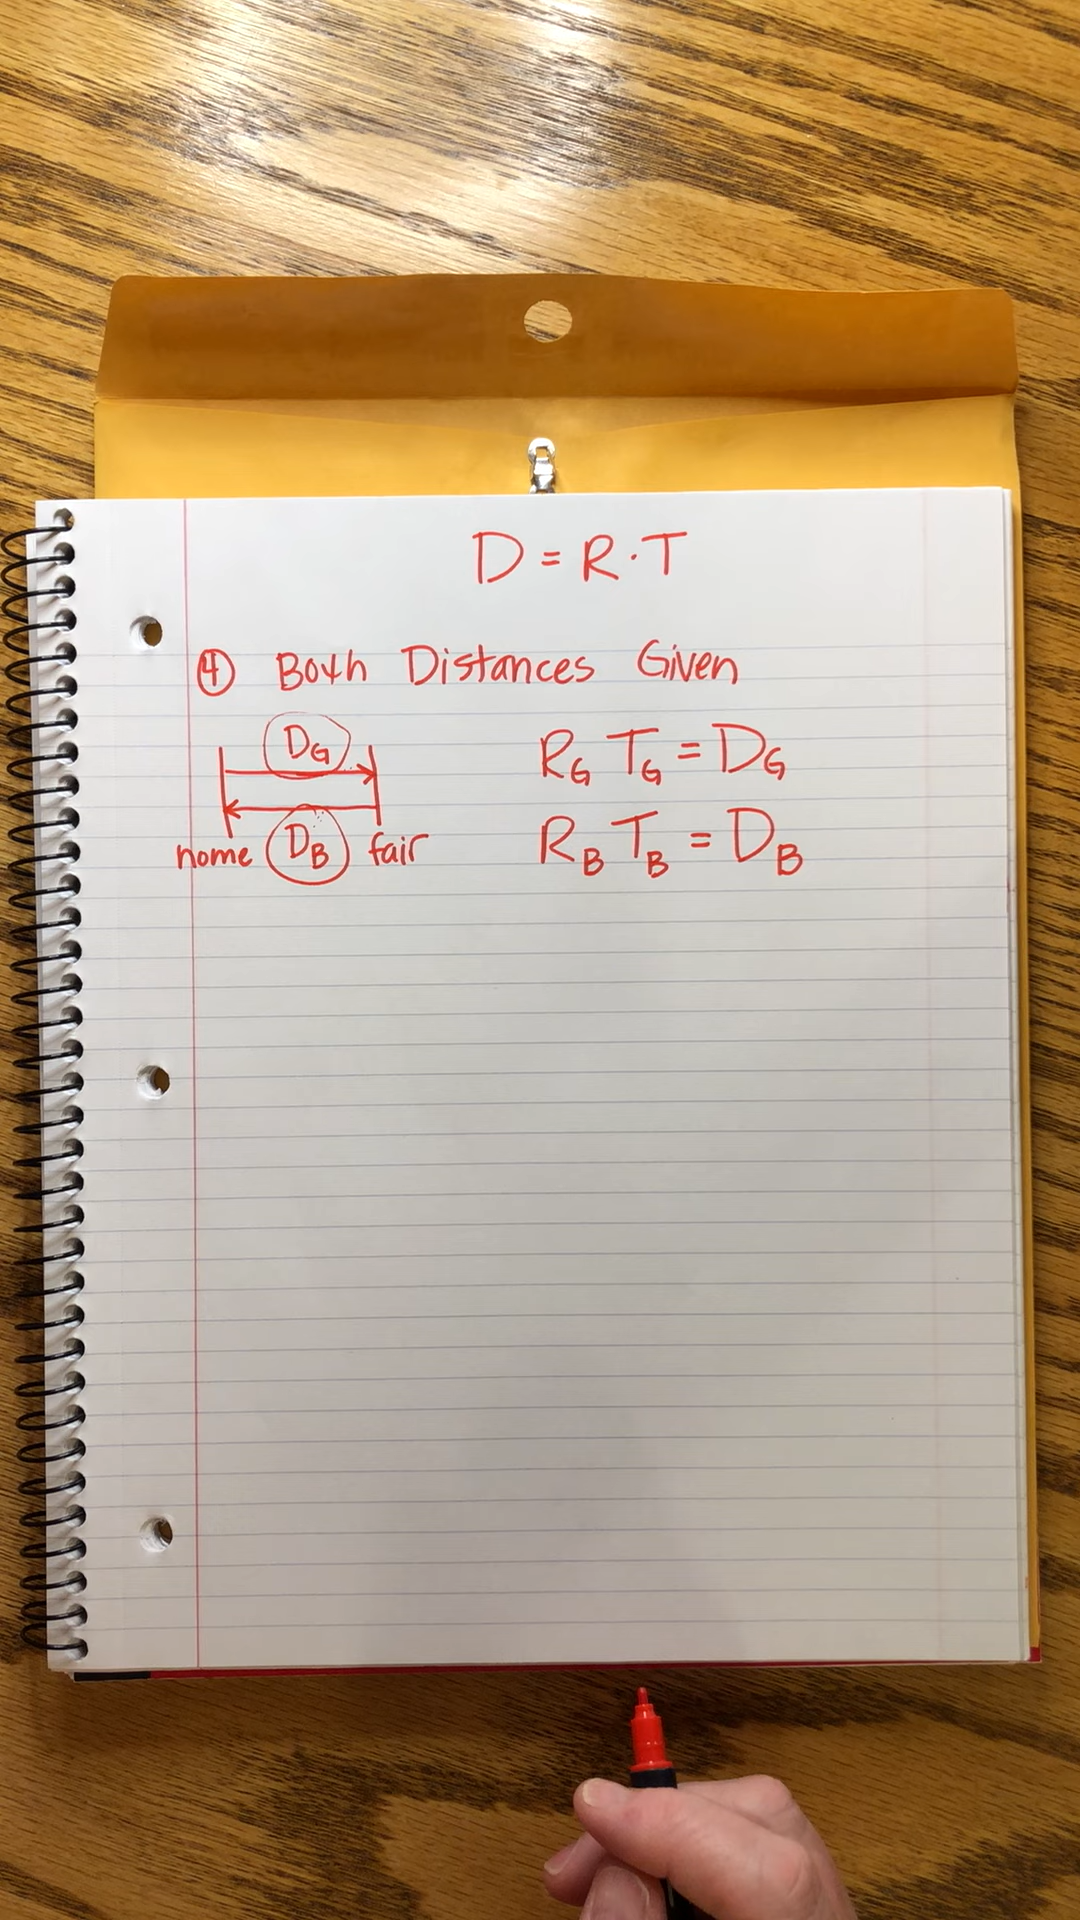 D = R · T
④ Both Distances Given
D_G
R_G T_G = D_G
home D_B fair
R_B T_B = D_B